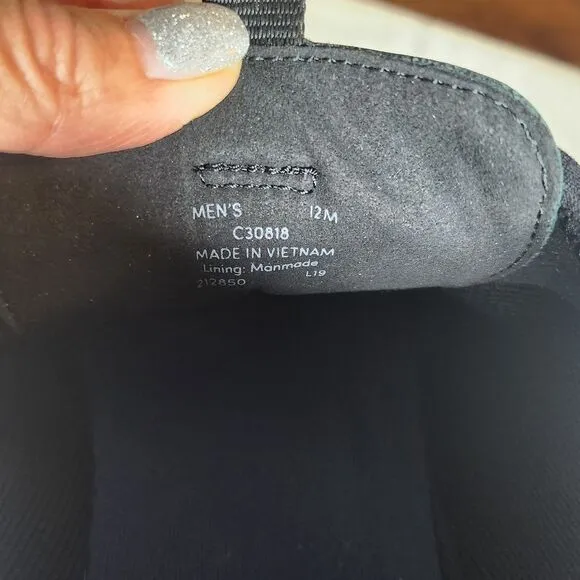 MEN'S 12M
C30818
MADE IN VIETNAM
Lining: Manmade L19
212850